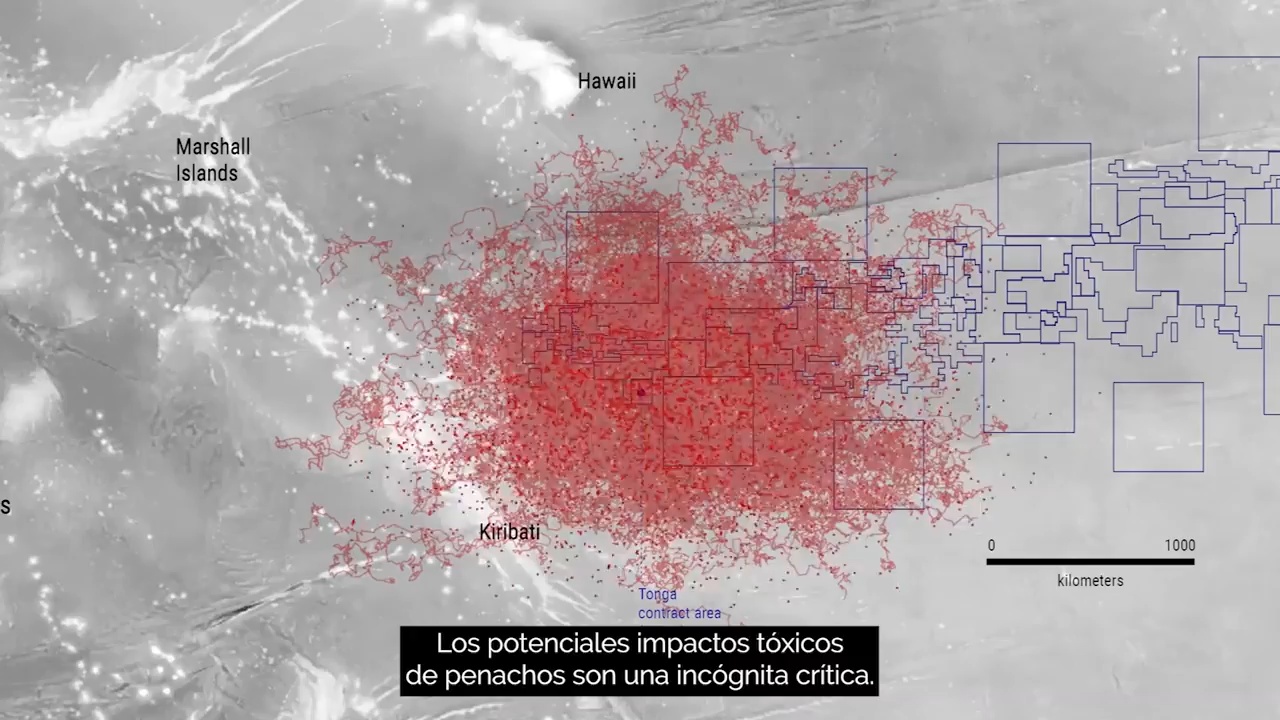 Hawaii
Marshall
Islands
s
Kiribati
0 1000
kilometers
Tonga
contract area
Los potenciales impactos tóxicos
de penachos son una incógnita crítica.